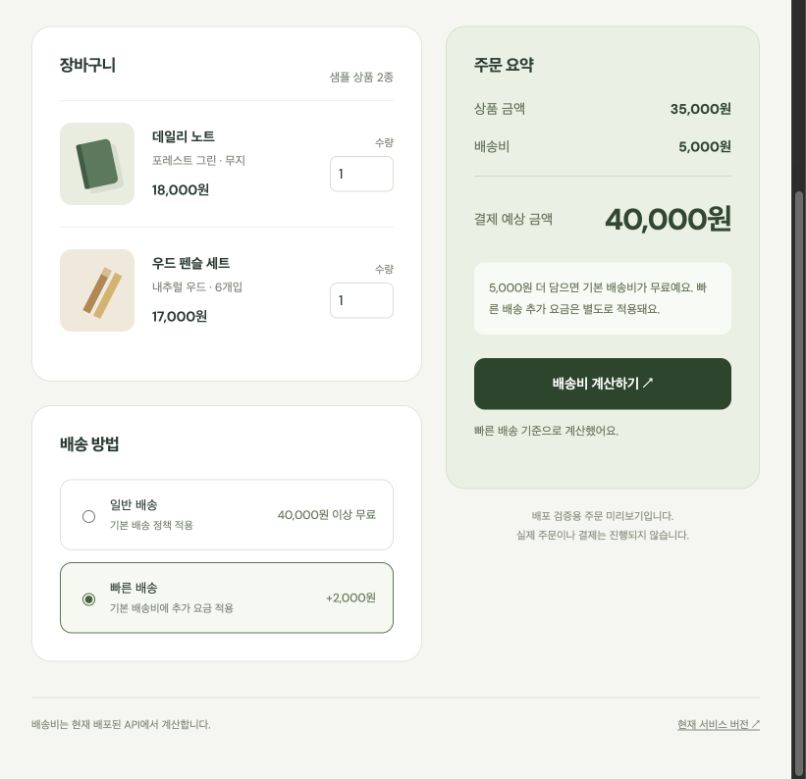 장바구니
샘플 상품 2종
데일리 노트
포레스트 그린 · 무지
18,000원
수량
1
우드 펜슬 세트
내추럴 우드 · 6개입
17,000원
수량
1
배송 방법
일반 배송
기본 배송 정책 적용
40,000원 이상 무료
빠른 배송
기본 배송비에 추가 요금 적용
+2,000원
주문 요약
상품 금액 35,000원
배송비 5,000원
결제 예상 금액 40,000원
5,000원 더 담으면 기본 배송비가 무료예요. 빠
른 배송 추가 요금은 별도로 적용돼요.
배송비 계산하기 ↗
빠른 배송 기준으로 계산했어요.
배포 검증용 주문 미리보기입니다.
실제 주문이나 결제는 진행되지 않습니다.
배송비는 현재 배포된 API에서 계산합니다.
현재 서비스 버전 ↗